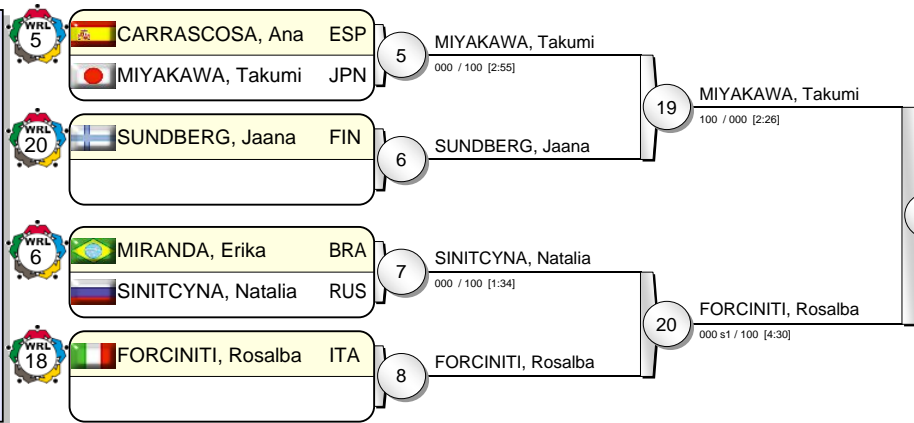 WRL
5
CARRASCOSA, Ana ESP
MIYAKAWA, Takumi JPN
5
MIYAKAWA, Takumi
000 / 100 [2:55]
19
MIYAKAWA, Takumi
100 / 000 [2:26]
WRL
20
SUNDBERG, Jaana FIN
6
SUNDBERG, Jaana
WRL
6
MIRANDA, Erika BRA
SINITCYNA, Natalia RUS
7
SINITCYNA, Natalia
000 / 100 [1:34]
20
FORCINITI, Rosalba
000 s1 / 100 [4:30]
WRL
18
FORCINITI, Rosalba ITA
8
FORCINITI, Rosalba